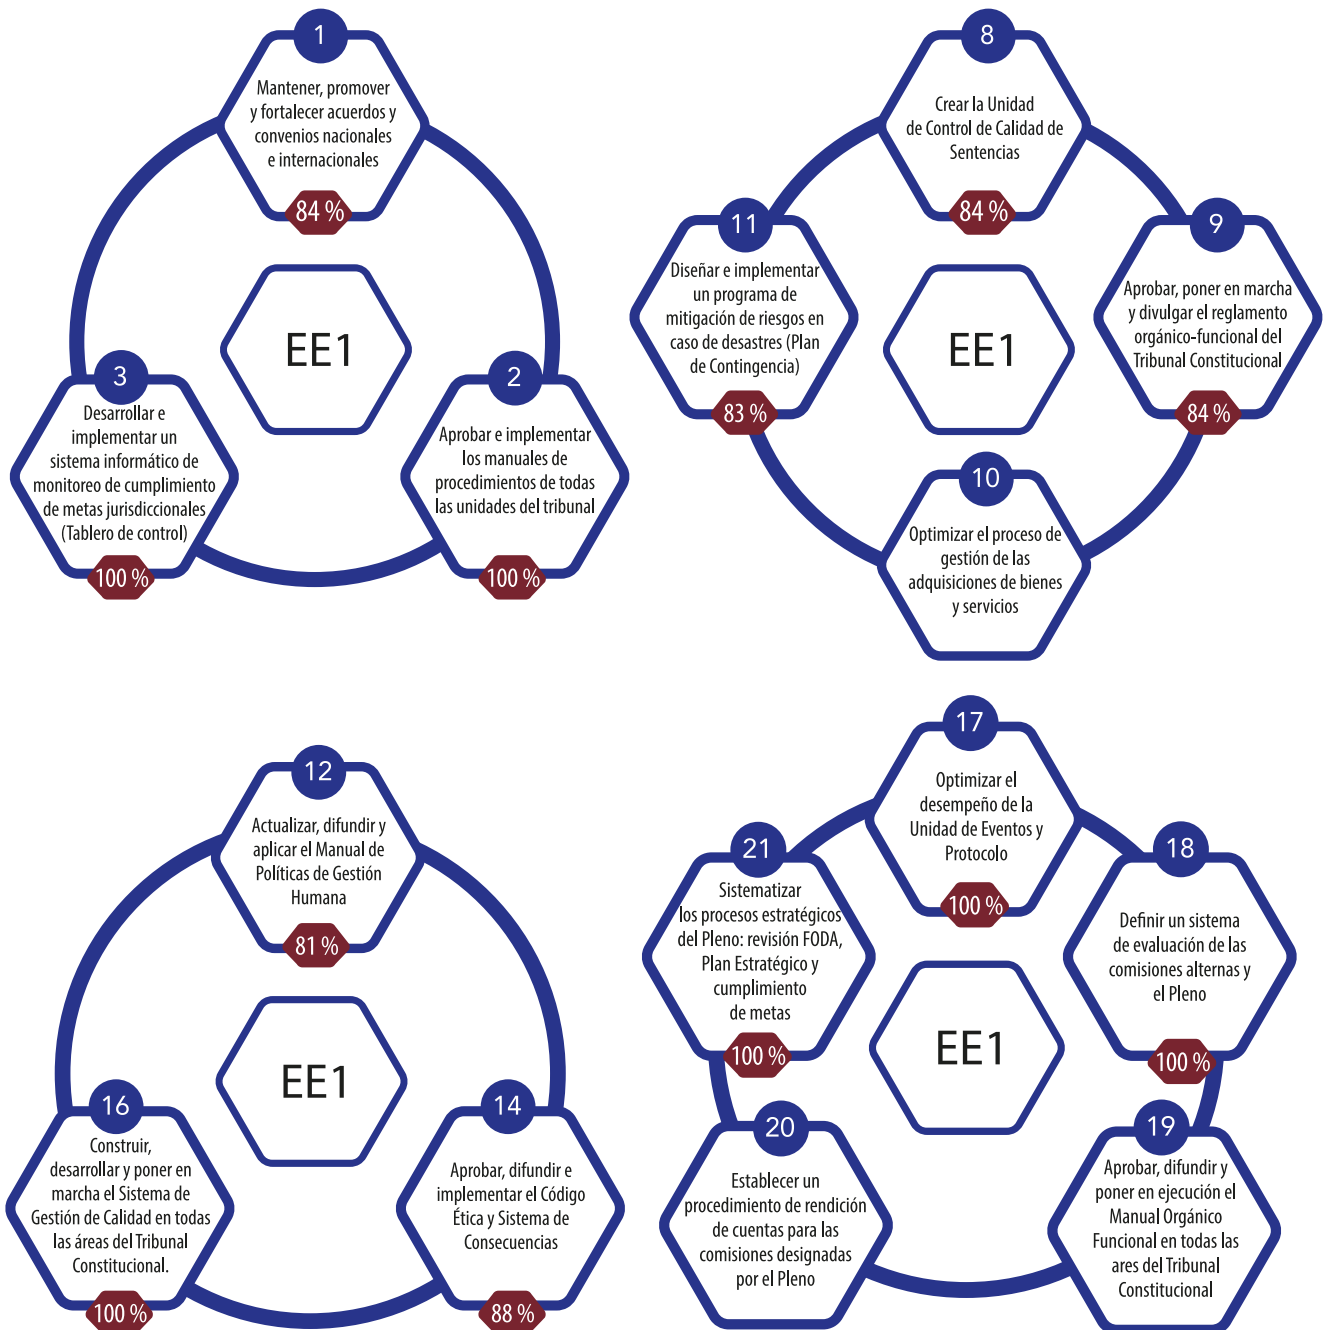 1
Mantener, promover
y fortalecer acuerdos y
convenios nacionales
e internacionales
84 %
EE1
3
Desarrollar e
implementar un
sistema informático de
monitoreo de cumplimiento
de metas jurisdiccionales
(Tablero de control)
100 %
2
Aprobar e implementar
los manuales de
procedimientos de todas
las unidades del tribunal
100 %
8
Crear la Unidad
de Control de Calidad de
Sentencias
84 %
11
Diseñar e implementar
un programa de
mitigación de riesgos en
caso de desastres (Plan
de Contingencia)
83 %
EE1
9
Aprobar, poner en marcha
y divulgar el reglamento
orgánico-funcional del
Tribunal Constitucional
84 %
10
Optimizar el proceso de
gestión de las
adquisiciones de bienes
y servicios
12
Actualizar, difundir y
aplicar el Manual de
Políticas de Gestión
Humana
81 %
EE1
16
Construir,
desarrollar y poner en
marcha el Sistema de
Gestión de Calidad en todas
las áreas del Tribunal
Constitucional.
100 %
14
Aprobar, difundir e
implementar el Código
Ética y Sistema de
Consecuencias
88 %
17
Optimizar el
desempeño de la
Unidad de Eventos y
Protocolo
100 %
21
Sistematizar
los procesos estratégicos
del Pleno: revisión FODA,
Plan Estratégico y
cumplimiento
de metas
100 %
EE1
18
Definir un sistema
de evaluación de las
comisiones alternas y
el Pleno
100 %
20
Establecer un
procedimiento de rendición
de cuentas para las
comisiones designadas
por el Pleno
19
Aprobar, difundir y
poner en ejecución el
Manual Orgánico
Funcional en todas las
ares del Tribunal
Constitucional